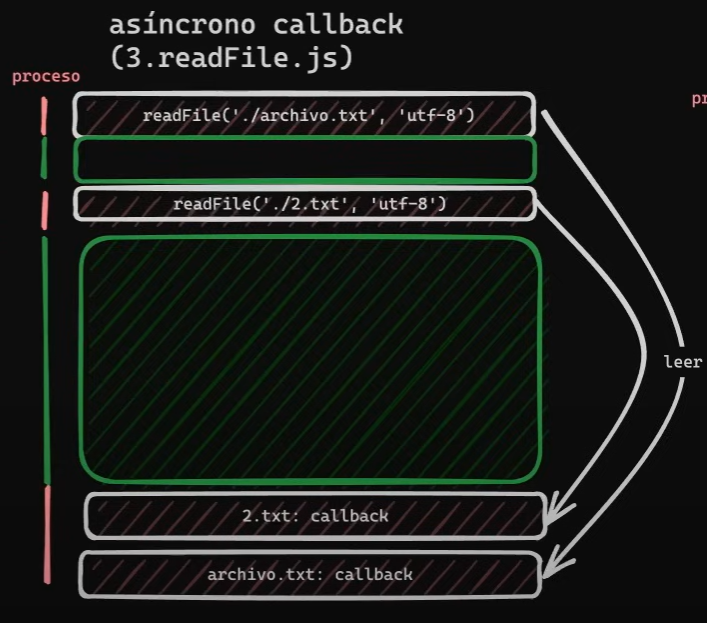 asíncrono callback
(3.readFile.js)
proceso
pr
readFile('./archivo.txt', 'utf-8')
readFile('./2.txt', 'utf-8')
leer
2.txt: callback
archivo.txt: callback